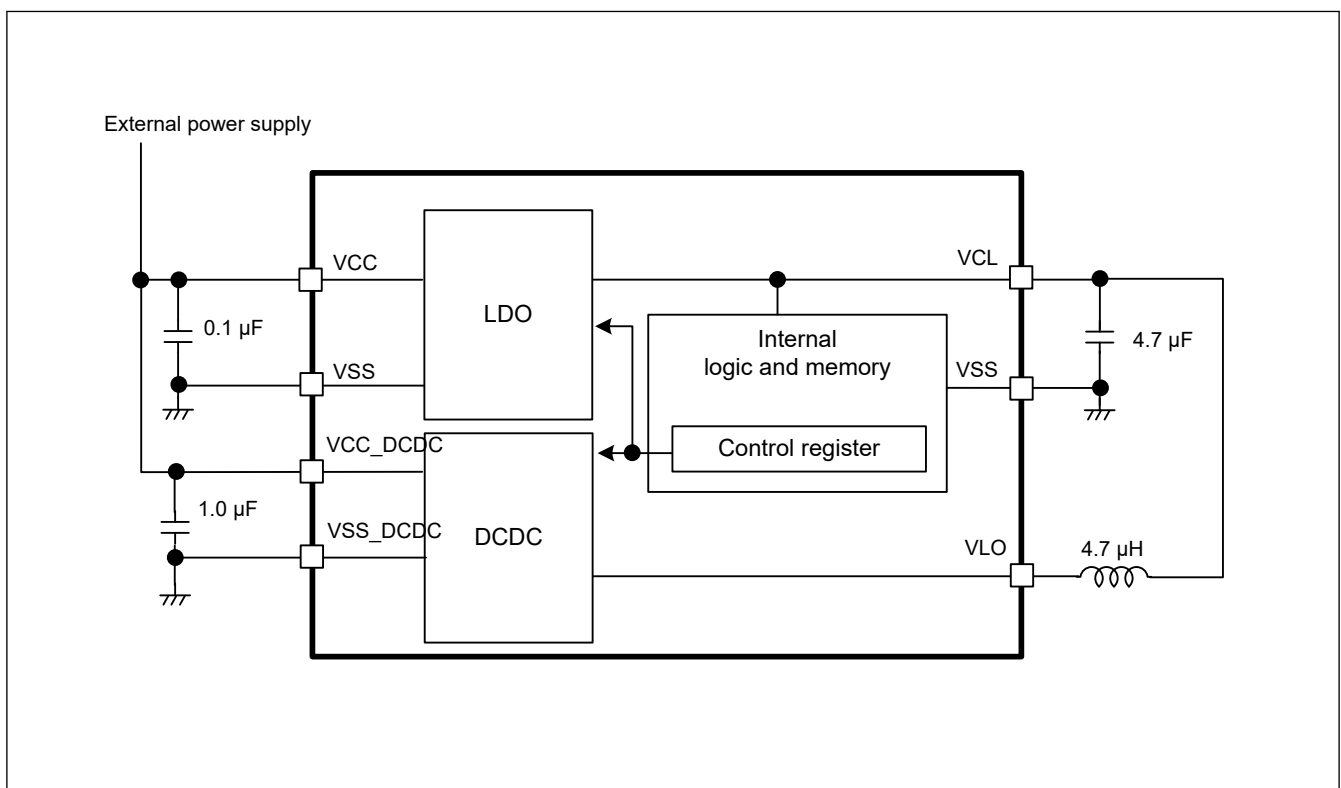 External power supply
VCC
VCL
LDO
0.1 µF
Internal
logic and memory
4.7 µF
VSS
VSS
VCC_DCDC
Control register
1.0 µF
VSS_DCDC
DCDC
VLO
4.7 µH